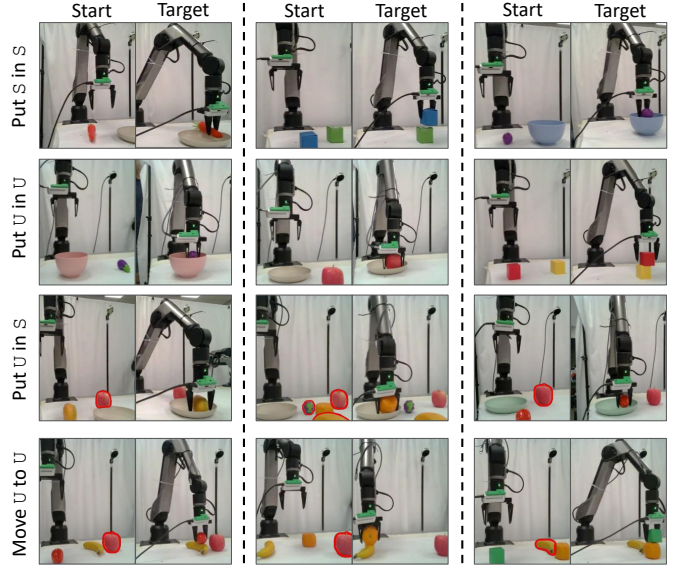 Start Target Start Target Start Target
Put S in S
Put U in U
Put U in S
Move U to U